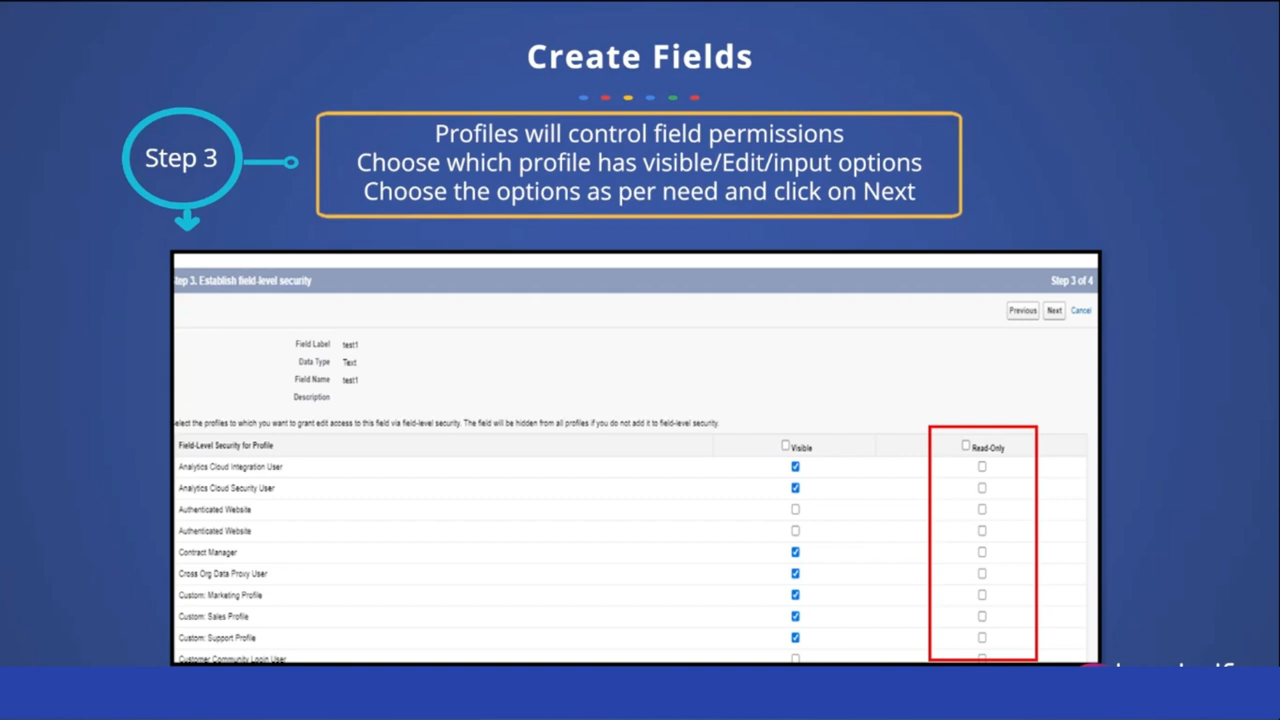 Create Fields
Step 3
Profiles will control field permissions
Choose which profile has visible/Edit/input options
Choose the options as per need and click on Next
Step 3. Establish field-level security
Step 3 of 4
Previous Next Cancel
Field Label test1
Data Type Text
Field Name test1
Description
elect the profiles to which you want to grant edit access to this field via field-level security. The field will be hidden from all profiles if you do not add it to field-level security.
Field-Level Security for Profile Visible Read-Only
Analytics Cloud Integration User
Analytics Cloud Security User
Authenticated Website
Authenticated Website
Contract Manager
Cross Org Data Proxy User
Custom: Marketing Profile
Custom: Sales Profile
Custom: Support Profile
Customer Community Login User